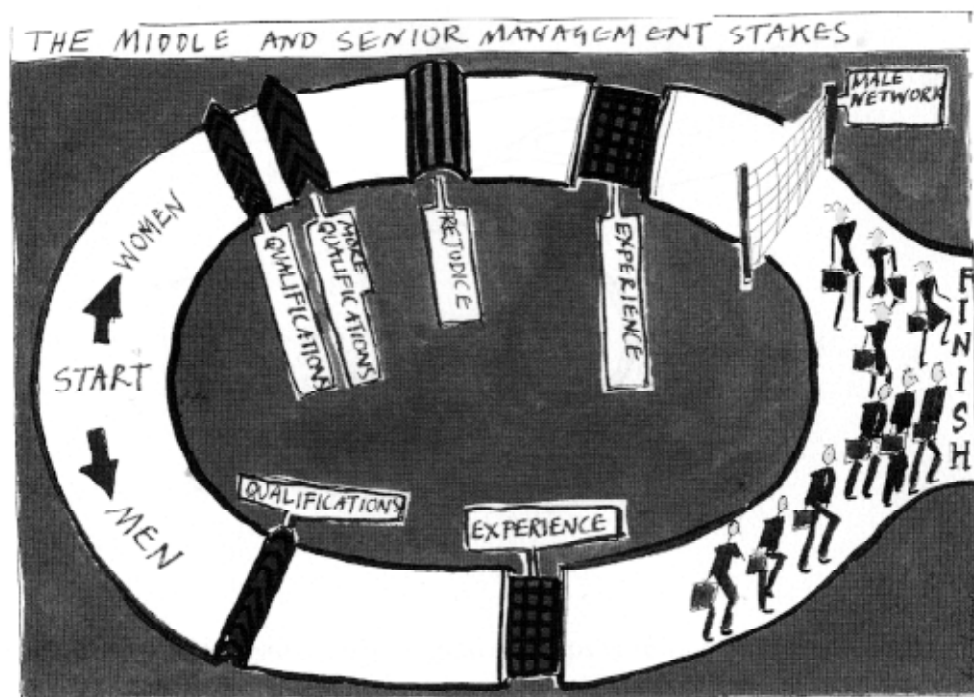 THE MIDDLE AND SENIOR MANAGEMENT STAKES
MALE
NETWORK
WOMEN
QUALIFICATIONS
MORE
QUALIFICATIONS
PREJUDICE
EXPERIENCE
FINISH
START
MEN
QUALIFICATIONS
EXPERIENCE